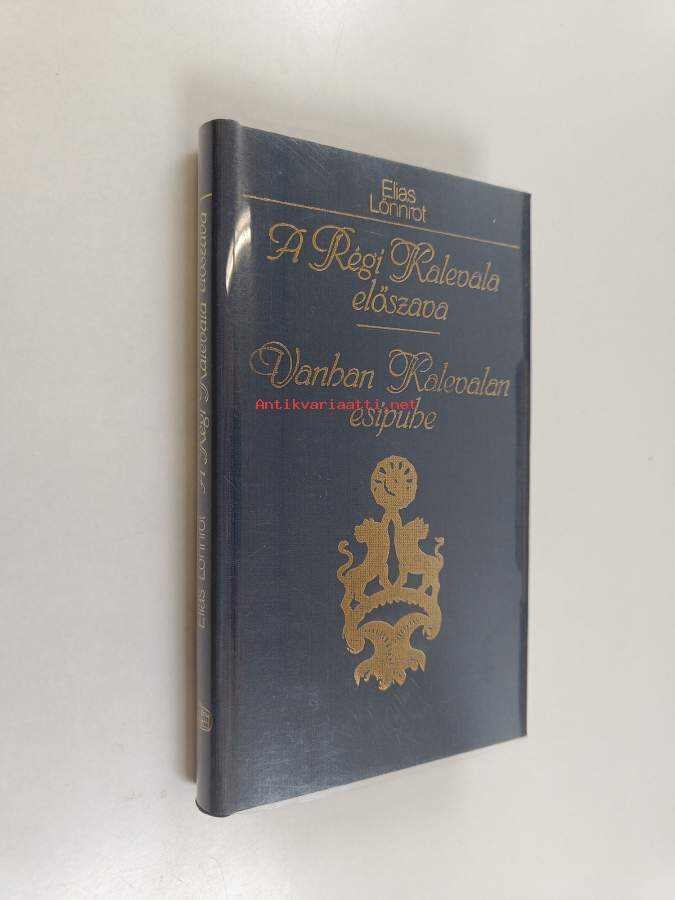 Elias
Lönnrot
A Régi Kalevala
előszava
Vanhan Kalevalan
esipuhe
Antikvariaatti.net
Elias Lönnrot A Régi Kalevala előszava